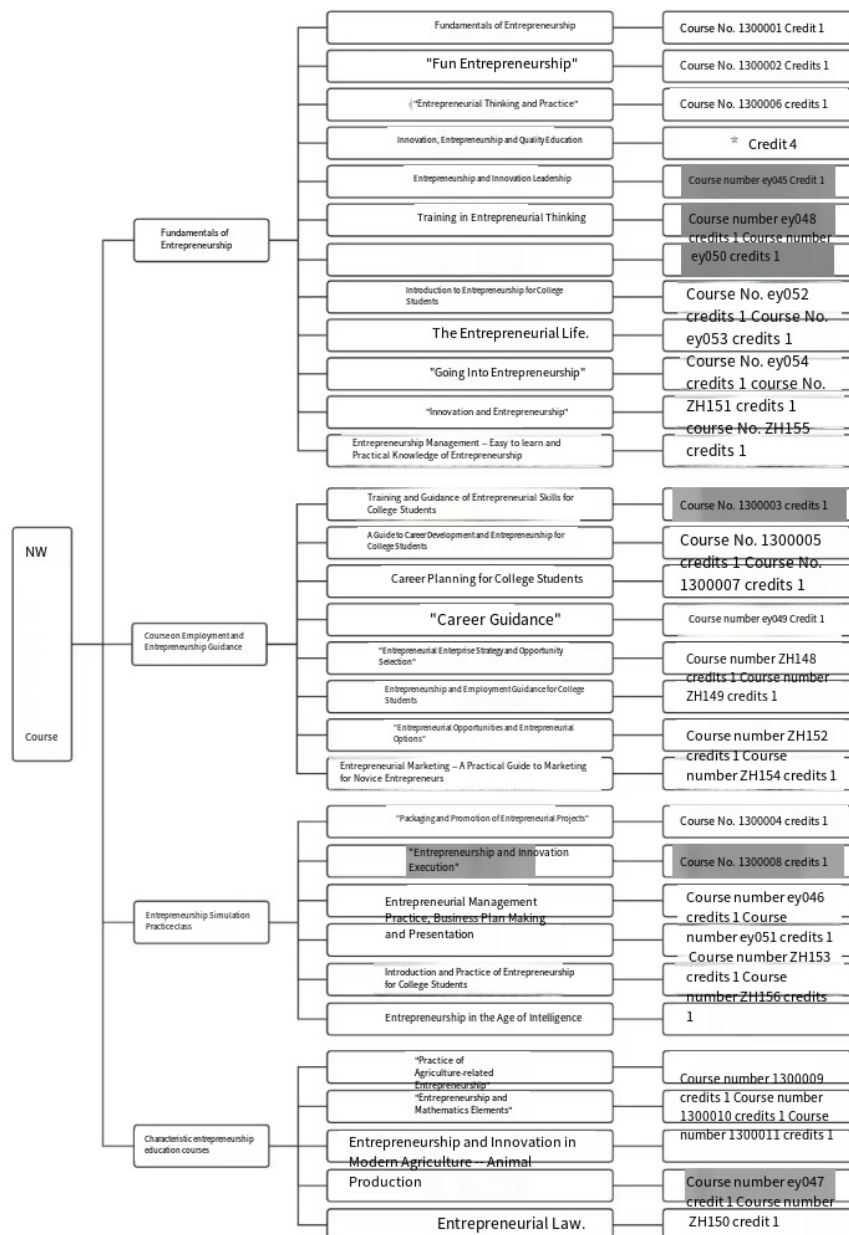 NW
Course
Fundamentals of
Entrepreneurship
Fundamentals of Entrepreneurship
Course No. 1300001 Credit 1
"Fun Entrepreneurship"
Course No. 1300002 Credits 1
"Entrepreneurial Thinking and Practice"
Course No. 1300006 credits 1
Innovation, Entrepreneurship and Quality Education
* Credit 4
Entrepreneurship and Innovation Leadership
Course number ey045 Credit 1
Training in Entrepreneurial Thinking
Course number ey048
credits 1 Course number
ey050 credits 1
Introduction to Entrepreneurship for College
Students
The Entrepreneurial Life.
Course No. ey052
credits 1 Course No.
ey053 credits 1
"Going Into Entrepreneurship"
"Innovation and Entrepreneurship"
Entrepreneurship Management – Easy to learn and
Practical Knowledge of Entrepreneurship
Course No. ey054
credits 1 course No.
ZH151 credits 1
course No. ZH155
credits 1
Course on Employment and
Entrepreneurship Guidance
Training and Guidance of Entrepreneurial Skills for
College Students
Course No. 1300003 credits 1
A Guide to Career Development and Entrepreneurship for
College Students
Career Planning for College Students
Course No. 1300005
credits 1 Course No.
1300007 credits 1
"Career Guidance"
Course number ey049 Credit 1
"Entrepreneurial Enterprise Strategy and Opportunity
Selection"
Entrepreneurship and Employment Guidance for College
Students
Course number ZH148
credits 1 Course number
ZH149 credits 1
"Entrepreneurial Opportunities and Entrepreneurial
Options"
Entrepreneurial Marketing – A Practical Guide to Marketing
for Novice Entrepreneurs
Course number ZH152
credits 1 Course
number ZH154 credits 1
Entrepreneurship Simulation
Practice class
"Packaging and Promotion of Entrepreneurial Projects"
Course No. 1300004 credits 1
"Entrepreneurship and Innovation
Execution"
Course No. 1300008 credits 1
Entrepreneurial Management
Practice, Business Plan Making
and Presentation
Introduction and Practice of Entrepreneurship
for College Students
Entrepreneurship in the Age of Intelligence
Course number ey046
credits 1 Course
number ey051 credits 1
Course number ZH153
credits 1 Course
number ZH156 credits
1
Characteristic entrepreneurship
education courses
"Practice of
Agriculture-related
Entrepreneurship"
"Entrepreneurship and
Mathematics Elements"
Course number 1300009
credits 1 Course number
1300010 credits 1 Course
number 1300011 credits 1
Entrepreneurship and Innovation in
Modern Agriculture -- Animal
Production
Entrepreneurial Law.
Course number ey047
credit 1 Course number
ZH150 credit 1